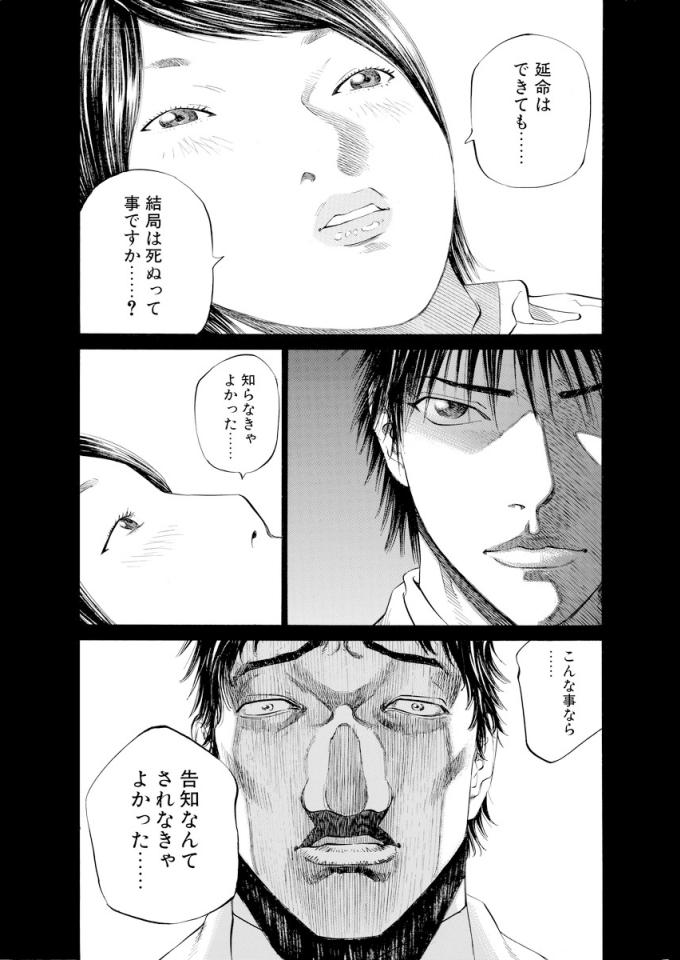 延命は
できても……
結局は死ぬって
事ですか……?
知らなきゃ
よかった……
こんな事なら
……
告知なんて
されなきゃ
よかった……